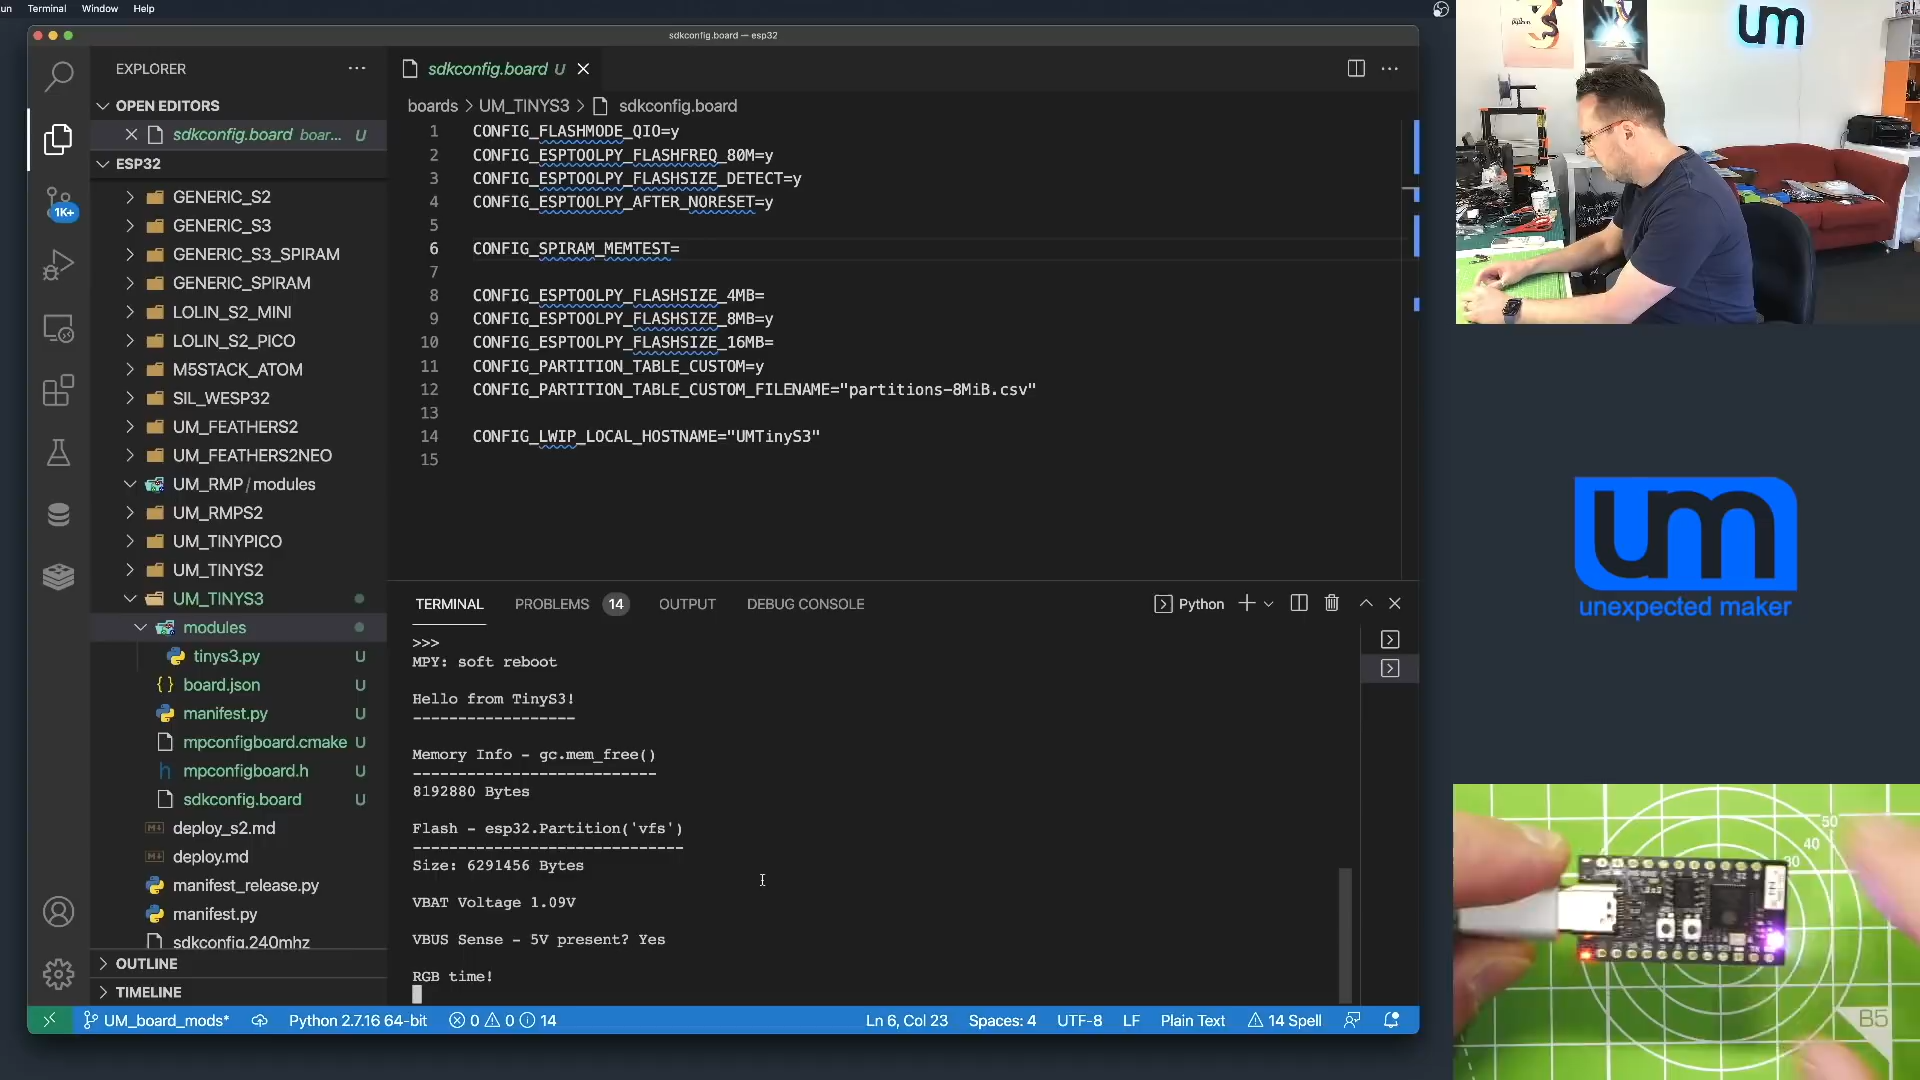 un Terminal Window Help
sdkconfig.board — esp32
EXPLORER
OPEN EDITORS
sdkconfig.board boar... U
ESP32
GENERIC_S2
GENERIC_S3
GENERIC_S3_SPIRAM
GENERIC_SPIRAM
LOLIN_S2_MINI
LOLIN_S2_PICO
M5STACK_ATOM
SIL_WESP32
UM_FEATHERS2
UM_FEATHERS2NEO
UM_RMP/modules
UM_RMPS2
UM_TINYPICO
UM_TINYS2
UM_TINYS3
modules
tinys3.py U
board.json U
manifest.py U
mpconfigboard.cmake U
mpconfigboard.h U
sdkconfig.board U
deploy_s2.md
deploy.md
manifest_release.py
manifest.py
sdkconfig.240mhz
OUTLINE
TIMELINE
1K+
sdkconfig.board U
boards > UM_TINYS3 > sdkconfig.board
1 CONFIG_FLASHMODE_QIO=y
2 CONFIG_ESPTOOLPY_FLASHFREQ_80M=y
3 CONFIG_ESPTOOLPY_FLASHSIZE_DETECT=y
4 CONFIG_ESPTOOLPY_AFTER_NORESET=y
5
6 CONFIG_SPIRAM_MEMTEST=
7
8 CONFIG_ESPTOOLPY_FLASHSIZE_4MB=
9 CONFIG_ESPTOOLPY_FLASHSIZE_8MB=y
10 CONFIG_ESPTOOLPY_FLASHSIZE_16MB=
11 CONFIG_PARTITION_TABLE_CUSTOM=y
12 CONFIG_PARTITION_TABLE_CUSTOM_FILENAME="partitions-8MiB.csv"
13
14 CONFIG_LWIP_LOCAL_HOSTNAME="UMTinyS3"
15
TERMINAL PROBLEMS 14 OUTPUT DEBUG CONSOLE Python
>>>
MPY: soft reboot
Hello from TinyS3!
------------------
Memory Info - gc.mem_free()
---------------------------
8192880 Bytes
Flash - esp32.Partition('vfs')
------------------------------
Size: 6291456 Bytes
VBAT Voltage 1.09V
VBUS Sense - 5V present? Yes
RGB time!
UM_board_mods* Python 2.7.16 64-bit 0 0 14 Ln 6, Col 23 Spaces: 4 UTF-8 LF Plain Text 14 Spell
um
um
unexpected maker
50
40
30
B5